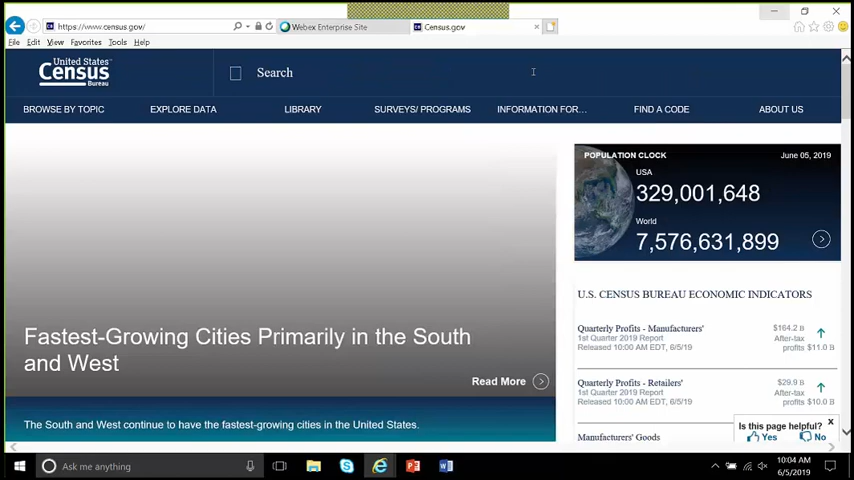 https://www.census.gov/
Webex Enterprise Site
Census.gov
File Edit View Favorites Tools Help
United States®
Census
Bureau
Search
BROWSE BY TOPIC EXPLORE DATA LIBRARY SURVEYS/ PROGRAMS INFORMATION FOR... FIND A CODE ABOUT US
POPULATION CLOCK June 05, 2019
USA
329,001,648
World
7,576,631,899
Fastest-Growing Cities Primarily in the South
and West
Read More
The South and West continue to have the fastest-growing cities in the United States.
U.S. CENSUS BUREAU ECONOMIC INDICATORS
Quarterly Profits - Manufacturers' $164.2 B
1st Quarter 2019 Report After-tax
Released 10:00 AM EDT, 6/5/19 profits $11.0 B
Quarterly Profits - Retailers' $29.9 B
1st Quarter 2019 Report After-tax
Released 10:00 AM EDT, 6/5/19 profits $10.0 B
Manufacturers' Goods
Is this page helpful? X
Yes No
Ask me anything
10:04 AM
6/5/2019